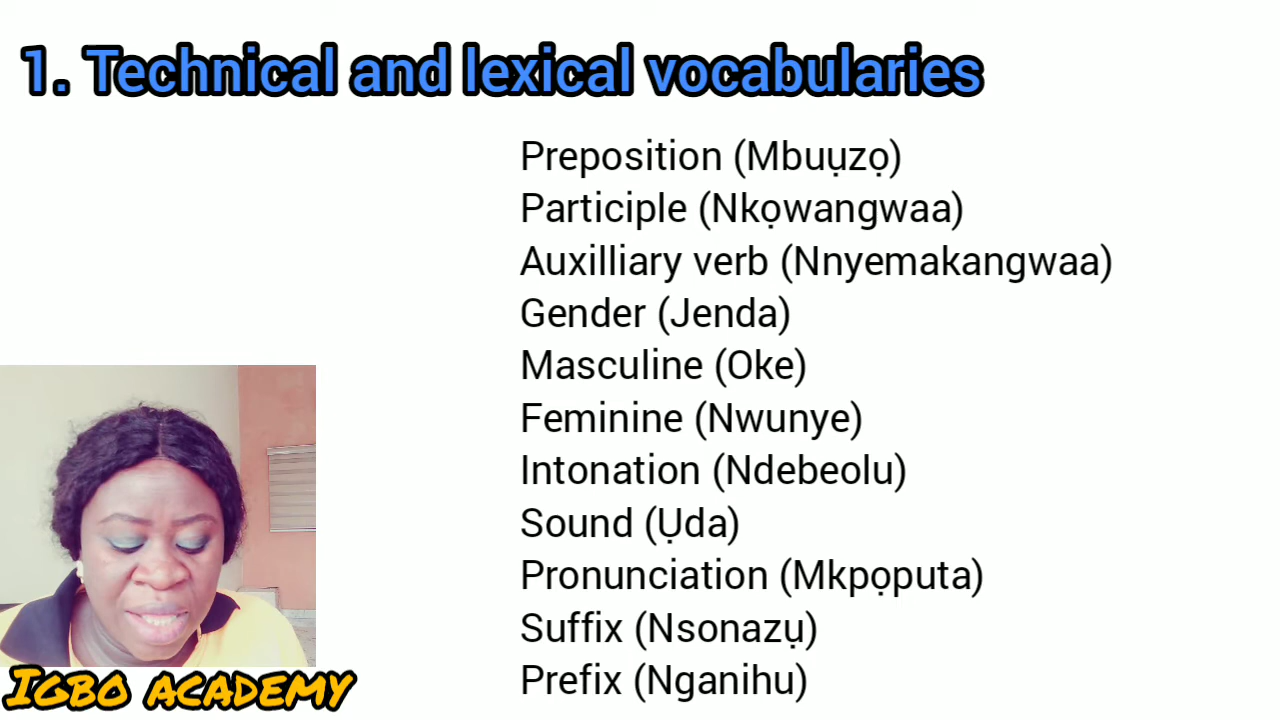 1. Technical and lexical vocabularies
Preposition (Mbuụzọ)
Participle (Nkọwangwaa)
Auxilliary verb (Nnyemakangwaa)
Gender (Jenda)
Masculine (Oke)
Feminine (Nwunye)
Intonation (Ndebeolu)
Sound (Ụda)
Pronunciation (Mkpọputa)
Suffix (Nsonazụ)
Prefix (Nganihu)
IGBO ACADEMY